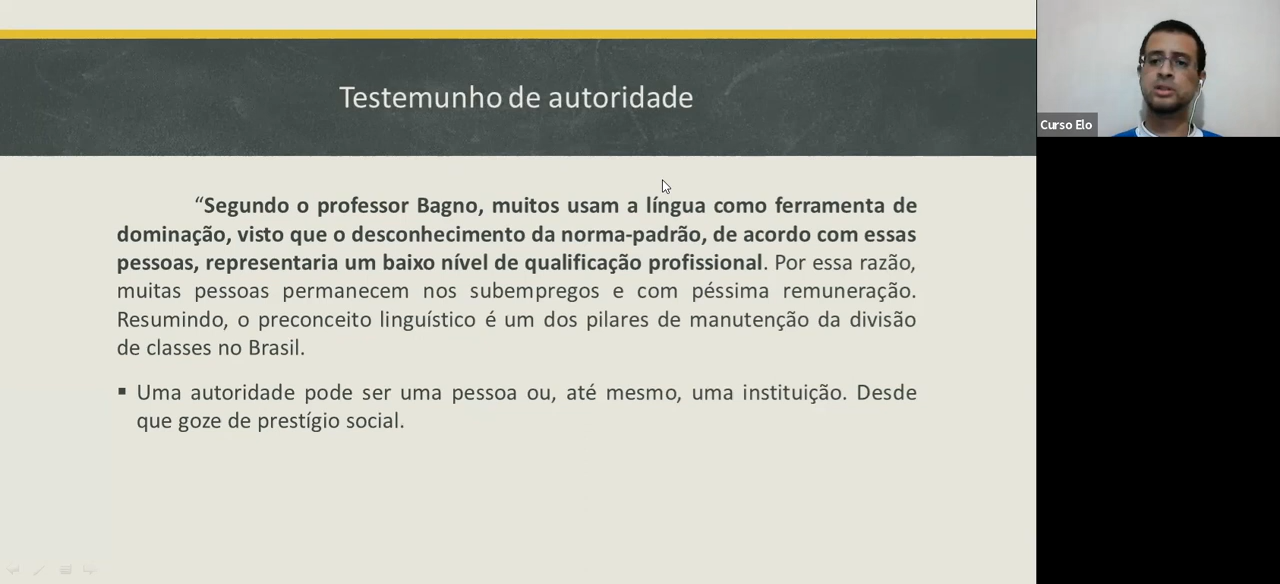 Testemunho de autoridade
Curso Elo
“Segundo o professor Bagno, muitos usam a língua como ferramenta de
dominação, visto que o desconhecimento da norma-padrão, de acordo com essas
pessoas, representaria um baixo nível de qualificação profissional. Por essa razão,
muitas pessoas permanecem nos subempregos e com péssima remuneração.
Resumindo, o preconceito linguístico é um dos pilares de manutenção da divisão
de classes no Brasil.
▪ Uma autoridade pode ser uma pessoa ou, até mesmo, uma instituição. Desde
que goze de prestígio social.